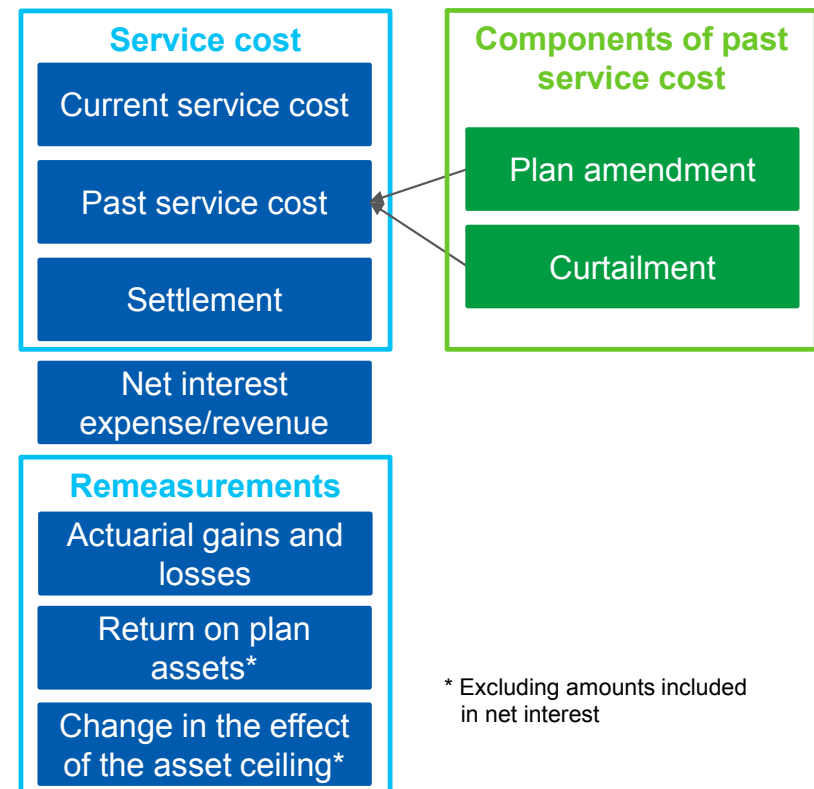 Service cost
Current service cost
Past service cost
Settlement
Components of past
service cost
Plan amendment
Curtailment
Net interest
expense/revenue
Remeasurements
Actuarial gains and
losses
Return on plan
assets*
Change in the effect
of the asset ceiling*
* Excluding amounts included
in net interest